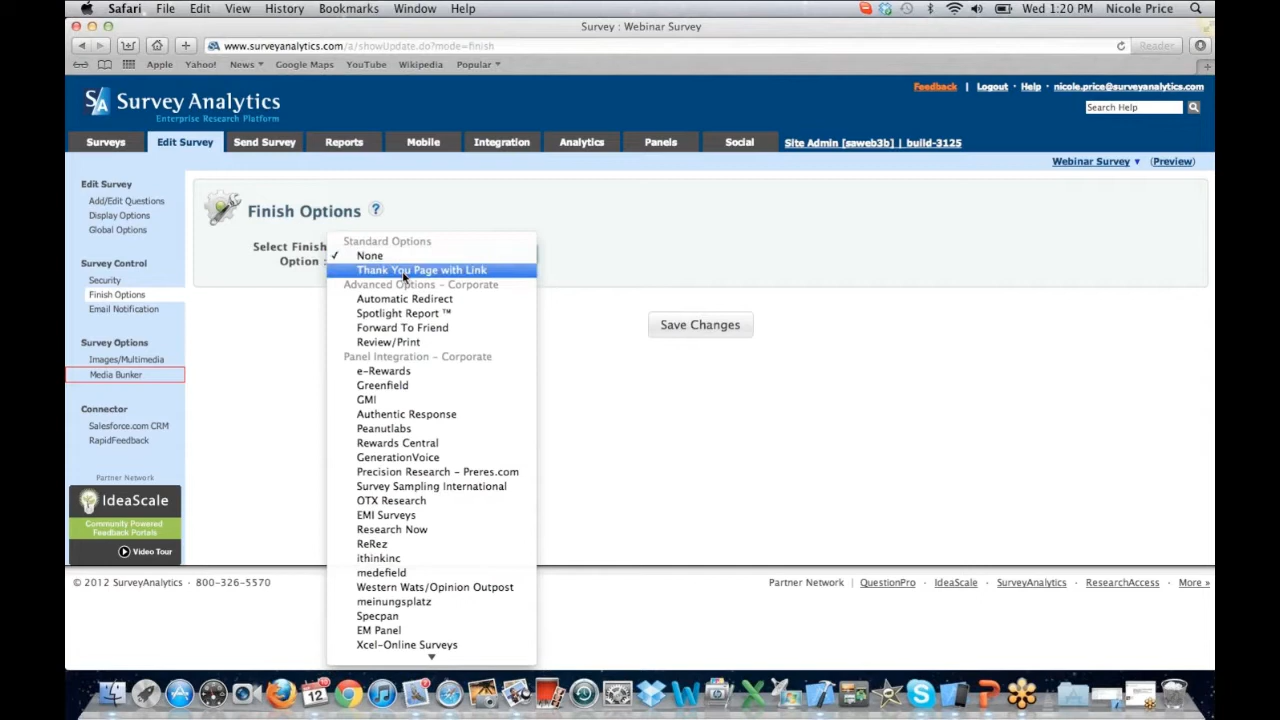 Safari File Edit View History Bookmarks Window Help Wed 1:20 PM Nicole Price
Survey : Webinar Survey
www.surveyanalytics.com/a/showUpdate.do?mode=finish Reader
Apple Yahoo! News Google Maps YouTube Wikipedia Popular
Feedback | Logout · Help · nicole.price@surveyanalytics.com
SA Survey Analytics
Enterprise Research Platform
Search Help
Surveys Edit Survey Send Survey Reports Mobile Integration Analytics Panels Social Site Admin [saweb3b] | build-3125
Webinar Survey (Preview)
Edit Survey
Add/Edit Questions
Display Options
Global Options
Survey Control
Security
Finish Options
Email Notification
Survey Options
Images/Multimedia
Media Bunker
Connector
Salesforce.com CRM
RapidFeedback
Partner Network
IdeaScale
Community Powered
Feedback Portals
Video Tour
Finish Options ?
Select Finish
Option :
Standard Options
✓ None
Thank You Page with Link
Advanced Options - Corporate
Automatic Redirect
Spotlight Report ™
Forward To Friend
Review/Print
Panel Integration - Corporate
e-Rewards
Greenfield
GMI
Authentic Response
Peanutlabs
Rewards Central
GenerationVoice
Precision Research - Preres.com
Survey Sampling International
OTX Research
EMI Surveys
Research Now
ReRez
ithinkinc
medefield
Western Wats/Opinion Outpost
meinungsplatz
Specpan
EM Panel
Xcel-Online Surveys
Save Changes
© 2012 SurveyAnalytics · 800-326-5570
Partner Network | QuestionPro · IdeaScale · SurveyAnalytics · ResearchAccess · More »
12